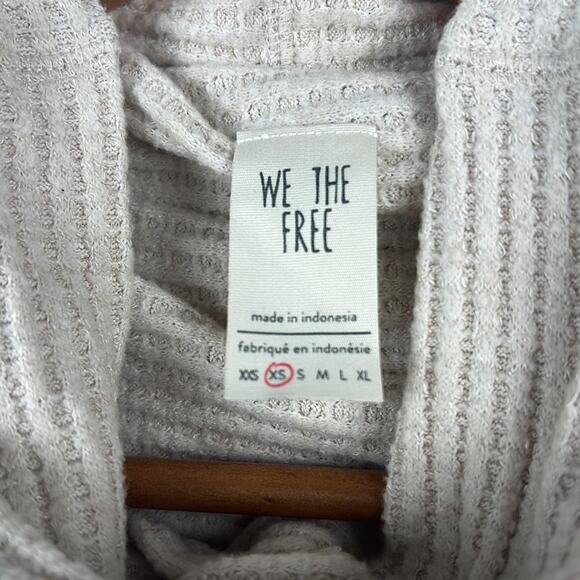 WE THE
FREE
made in indonesia
fabriqué en indonésie
XXS XS S M L XL